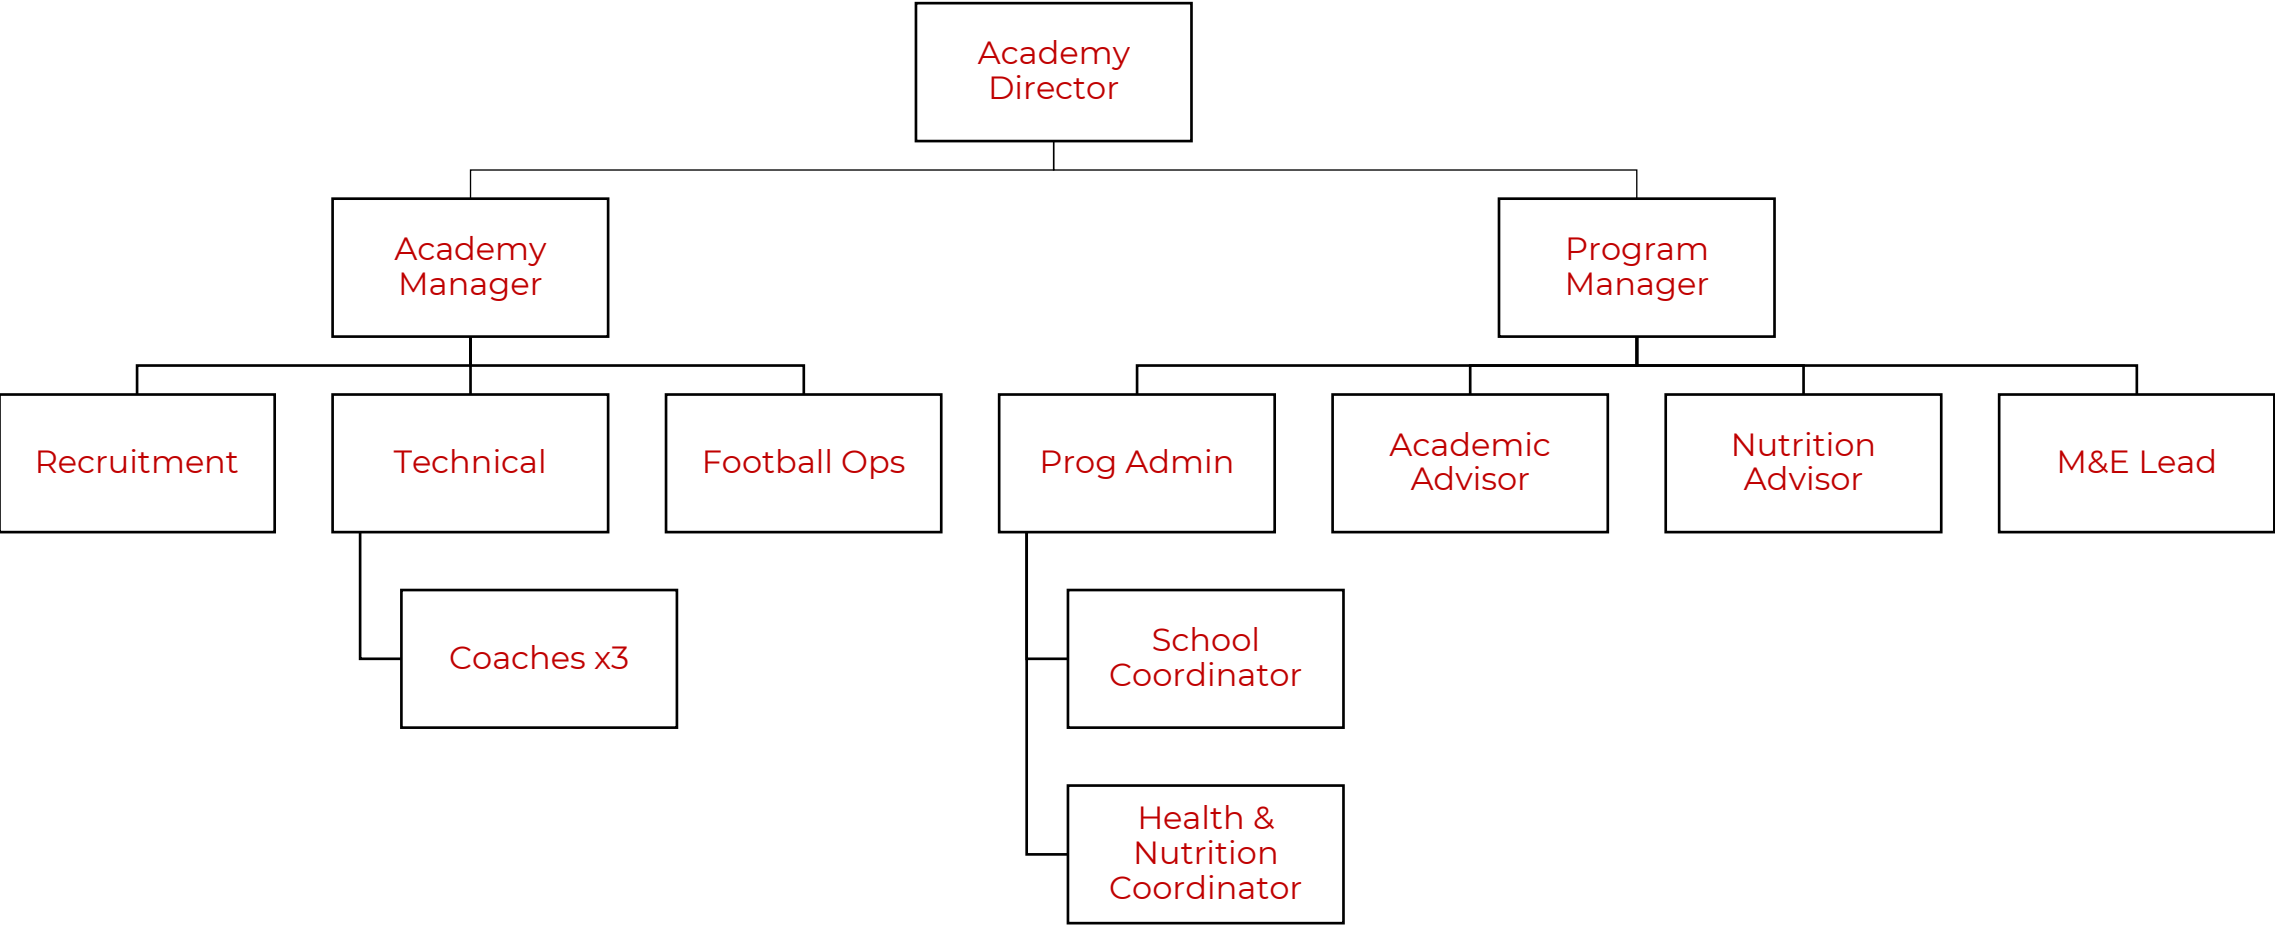 Academy
Director
Academy
Manager
Program
Manager
Recruitment
Technical
Football Ops
Prog Admin
Academic
Advisor
Nutrition
Advisor
M&E Lead
Coaches x3
School
Coordinator
Health &
Nutrition
Coordinator